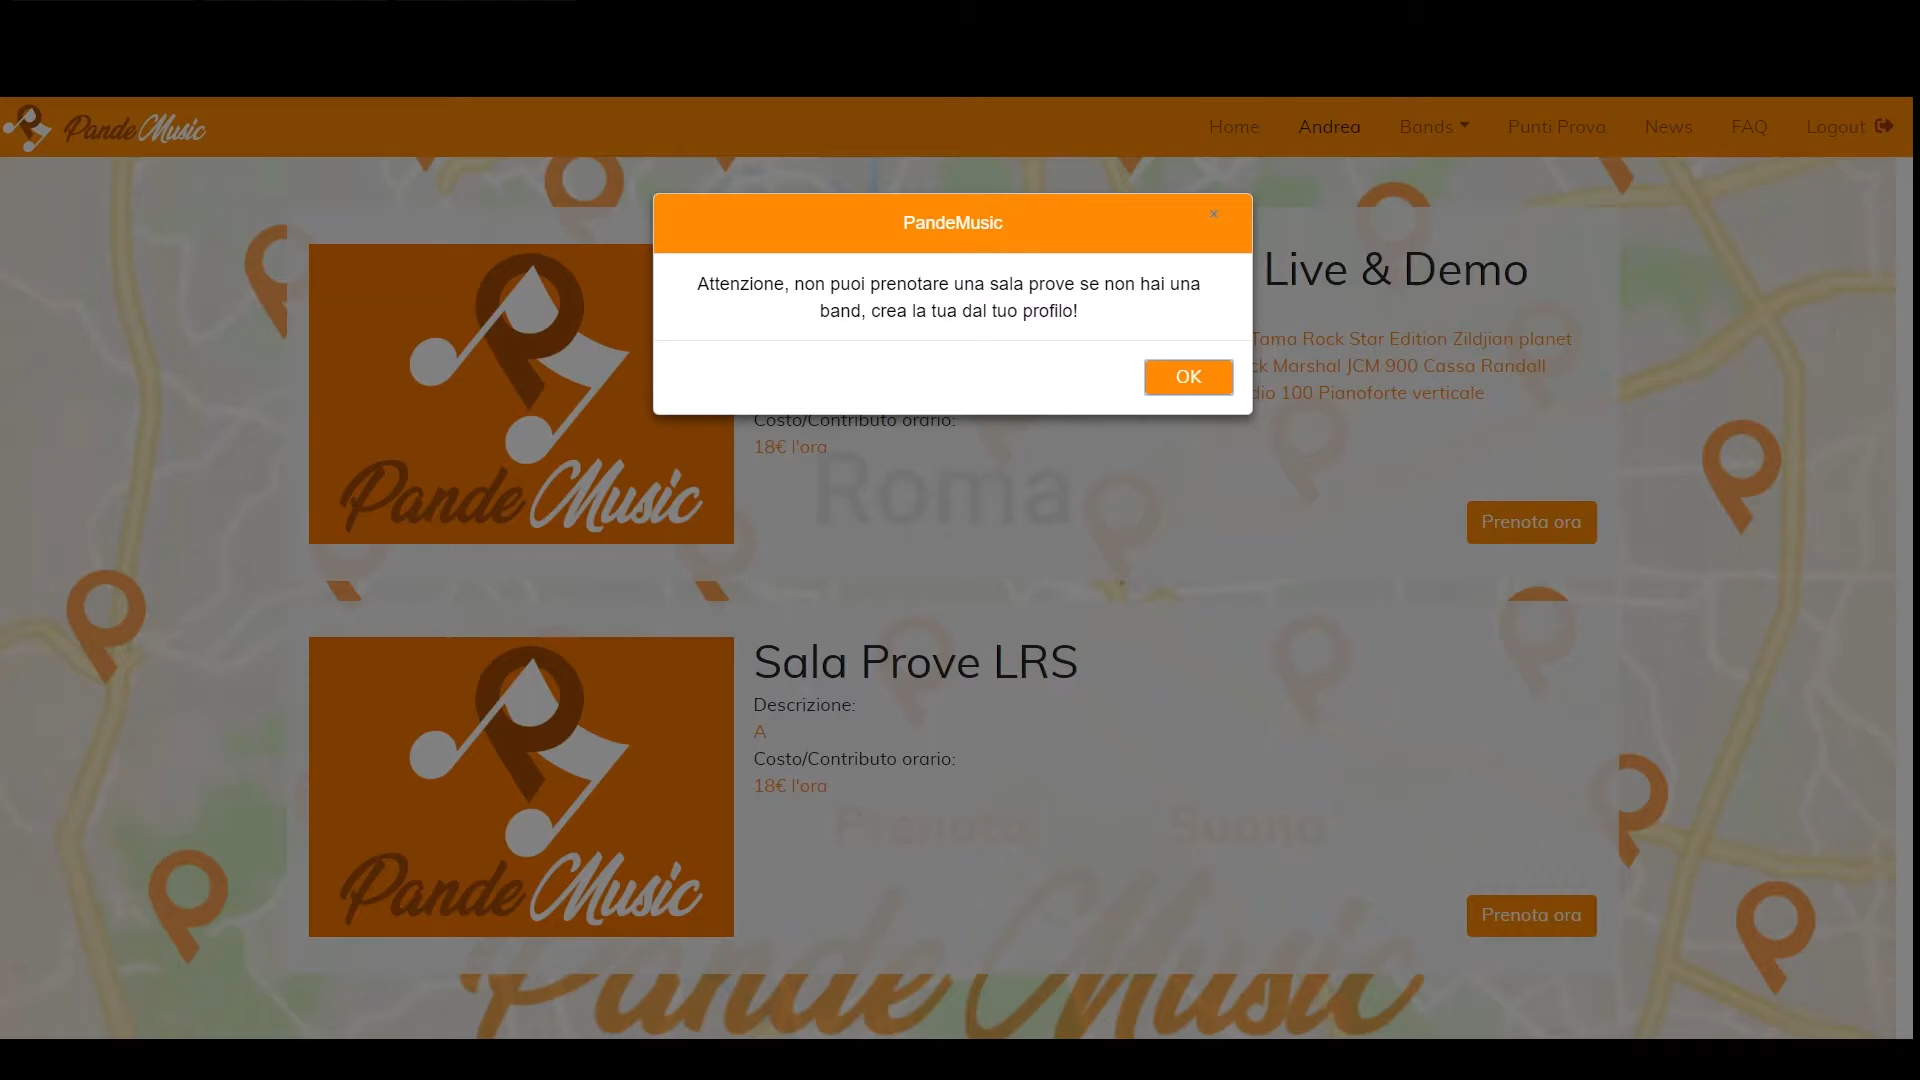 PandeMusic
Home
Andrea
Bands
Punti Prova
News
FAQ
Logout
PandeMusic
×
Attenzione, non puoi prenotare una sala prove se non hai una
band, crea la tua dal tuo profilo!
OK
Live & Demo
Tama Rock Star Edition Zildjian planet
Marshal JCM 900 Cassa Randall
100 Pianoforte verticale
Costo/Contributo orario:
18€ l'ora
Roma
Prenota ora
PandeMusic
Sala Prove LRS
Descrizione:
A
Costo/Contributo orario:
18€ l'ora
Prenota
Suona
Prenota ora
PandeMusic
PandeMusic